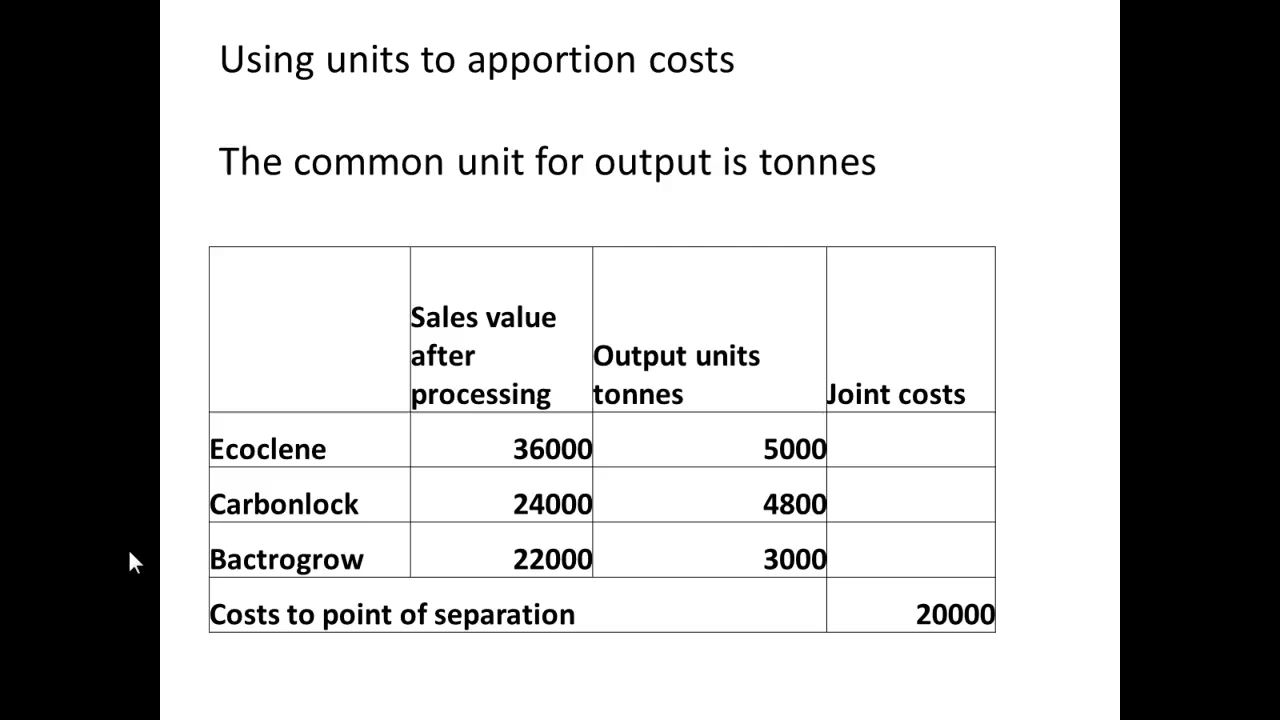 Using units to apportion costs
The common unit for output is tonnes
Sales value after processing Output units tonnes Joint costs
Ecoclene 36000 5000
Carbonlock 24000 4800
Bactrogrow 22000 3000
Costs to point of separation 20000